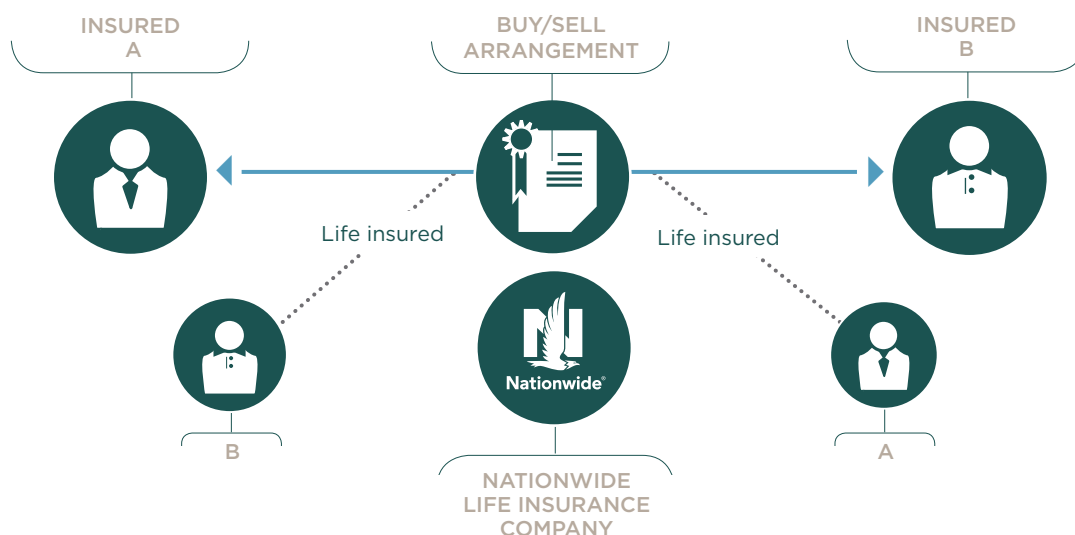 INSURED
A
BUY/SELL
ARRANGEMENT
INSURED
B
Life insured
Life insured
Nationwide®
B
A
NATIONWIDE
LIFE INSURANCE
COMPANY